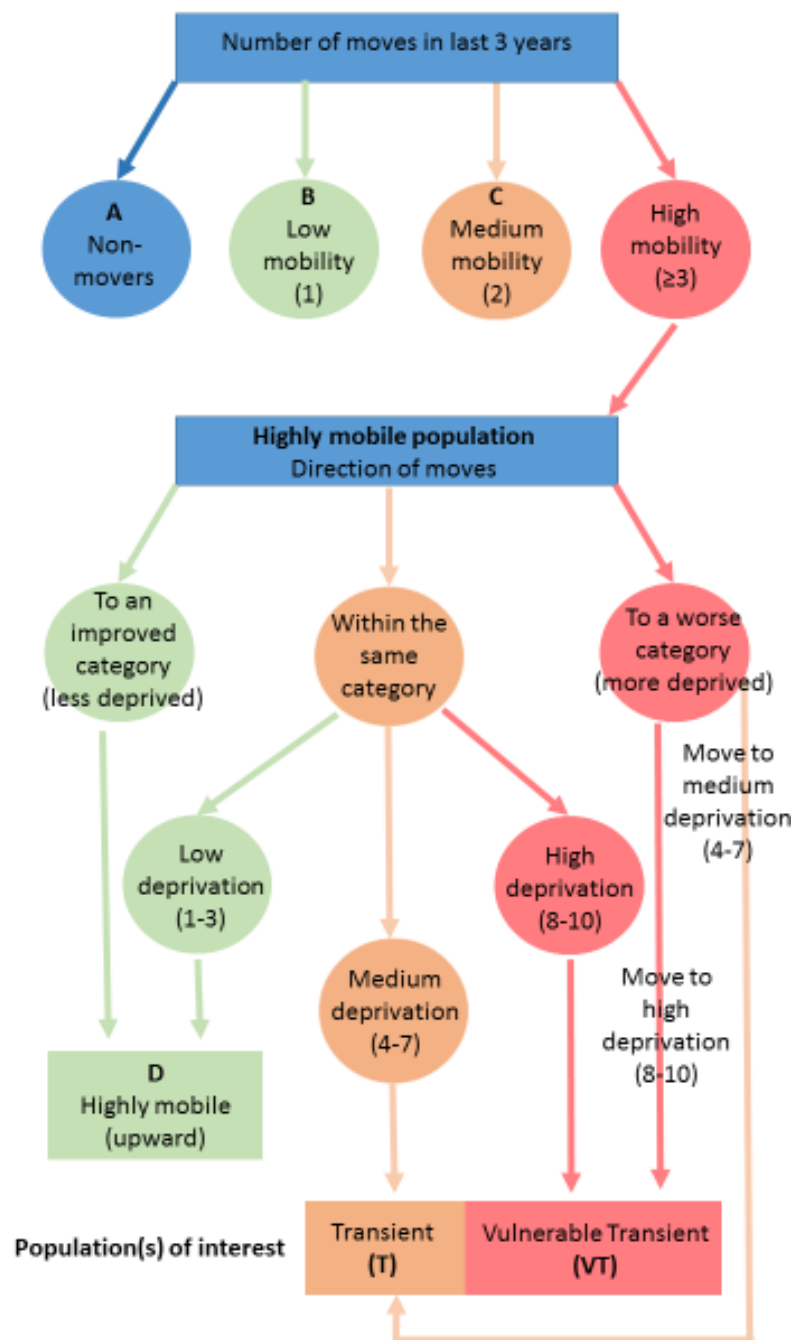 Number of moves in last 3 years
A
Non-
movers
B
Low
mobility
(1)
C
Medium
mobility
(2)
High
mobility
(≥3)
Highly mobile population
Direction of moves
To an
improved
category
(less deprived)
Within the
same
category
To a worse
category
(more deprived)
Move to
medium
deprivation
(4-7)
Low
deprivation
(1-3)
High
deprivation
(8-10)
Medium
deprivation
(4-7)
Move to
high
deprivation
(8-10)
D
Highly mobile
(upward)
Population(s) of interest
Transient
(T)
Vulnerable Transient
(VT)